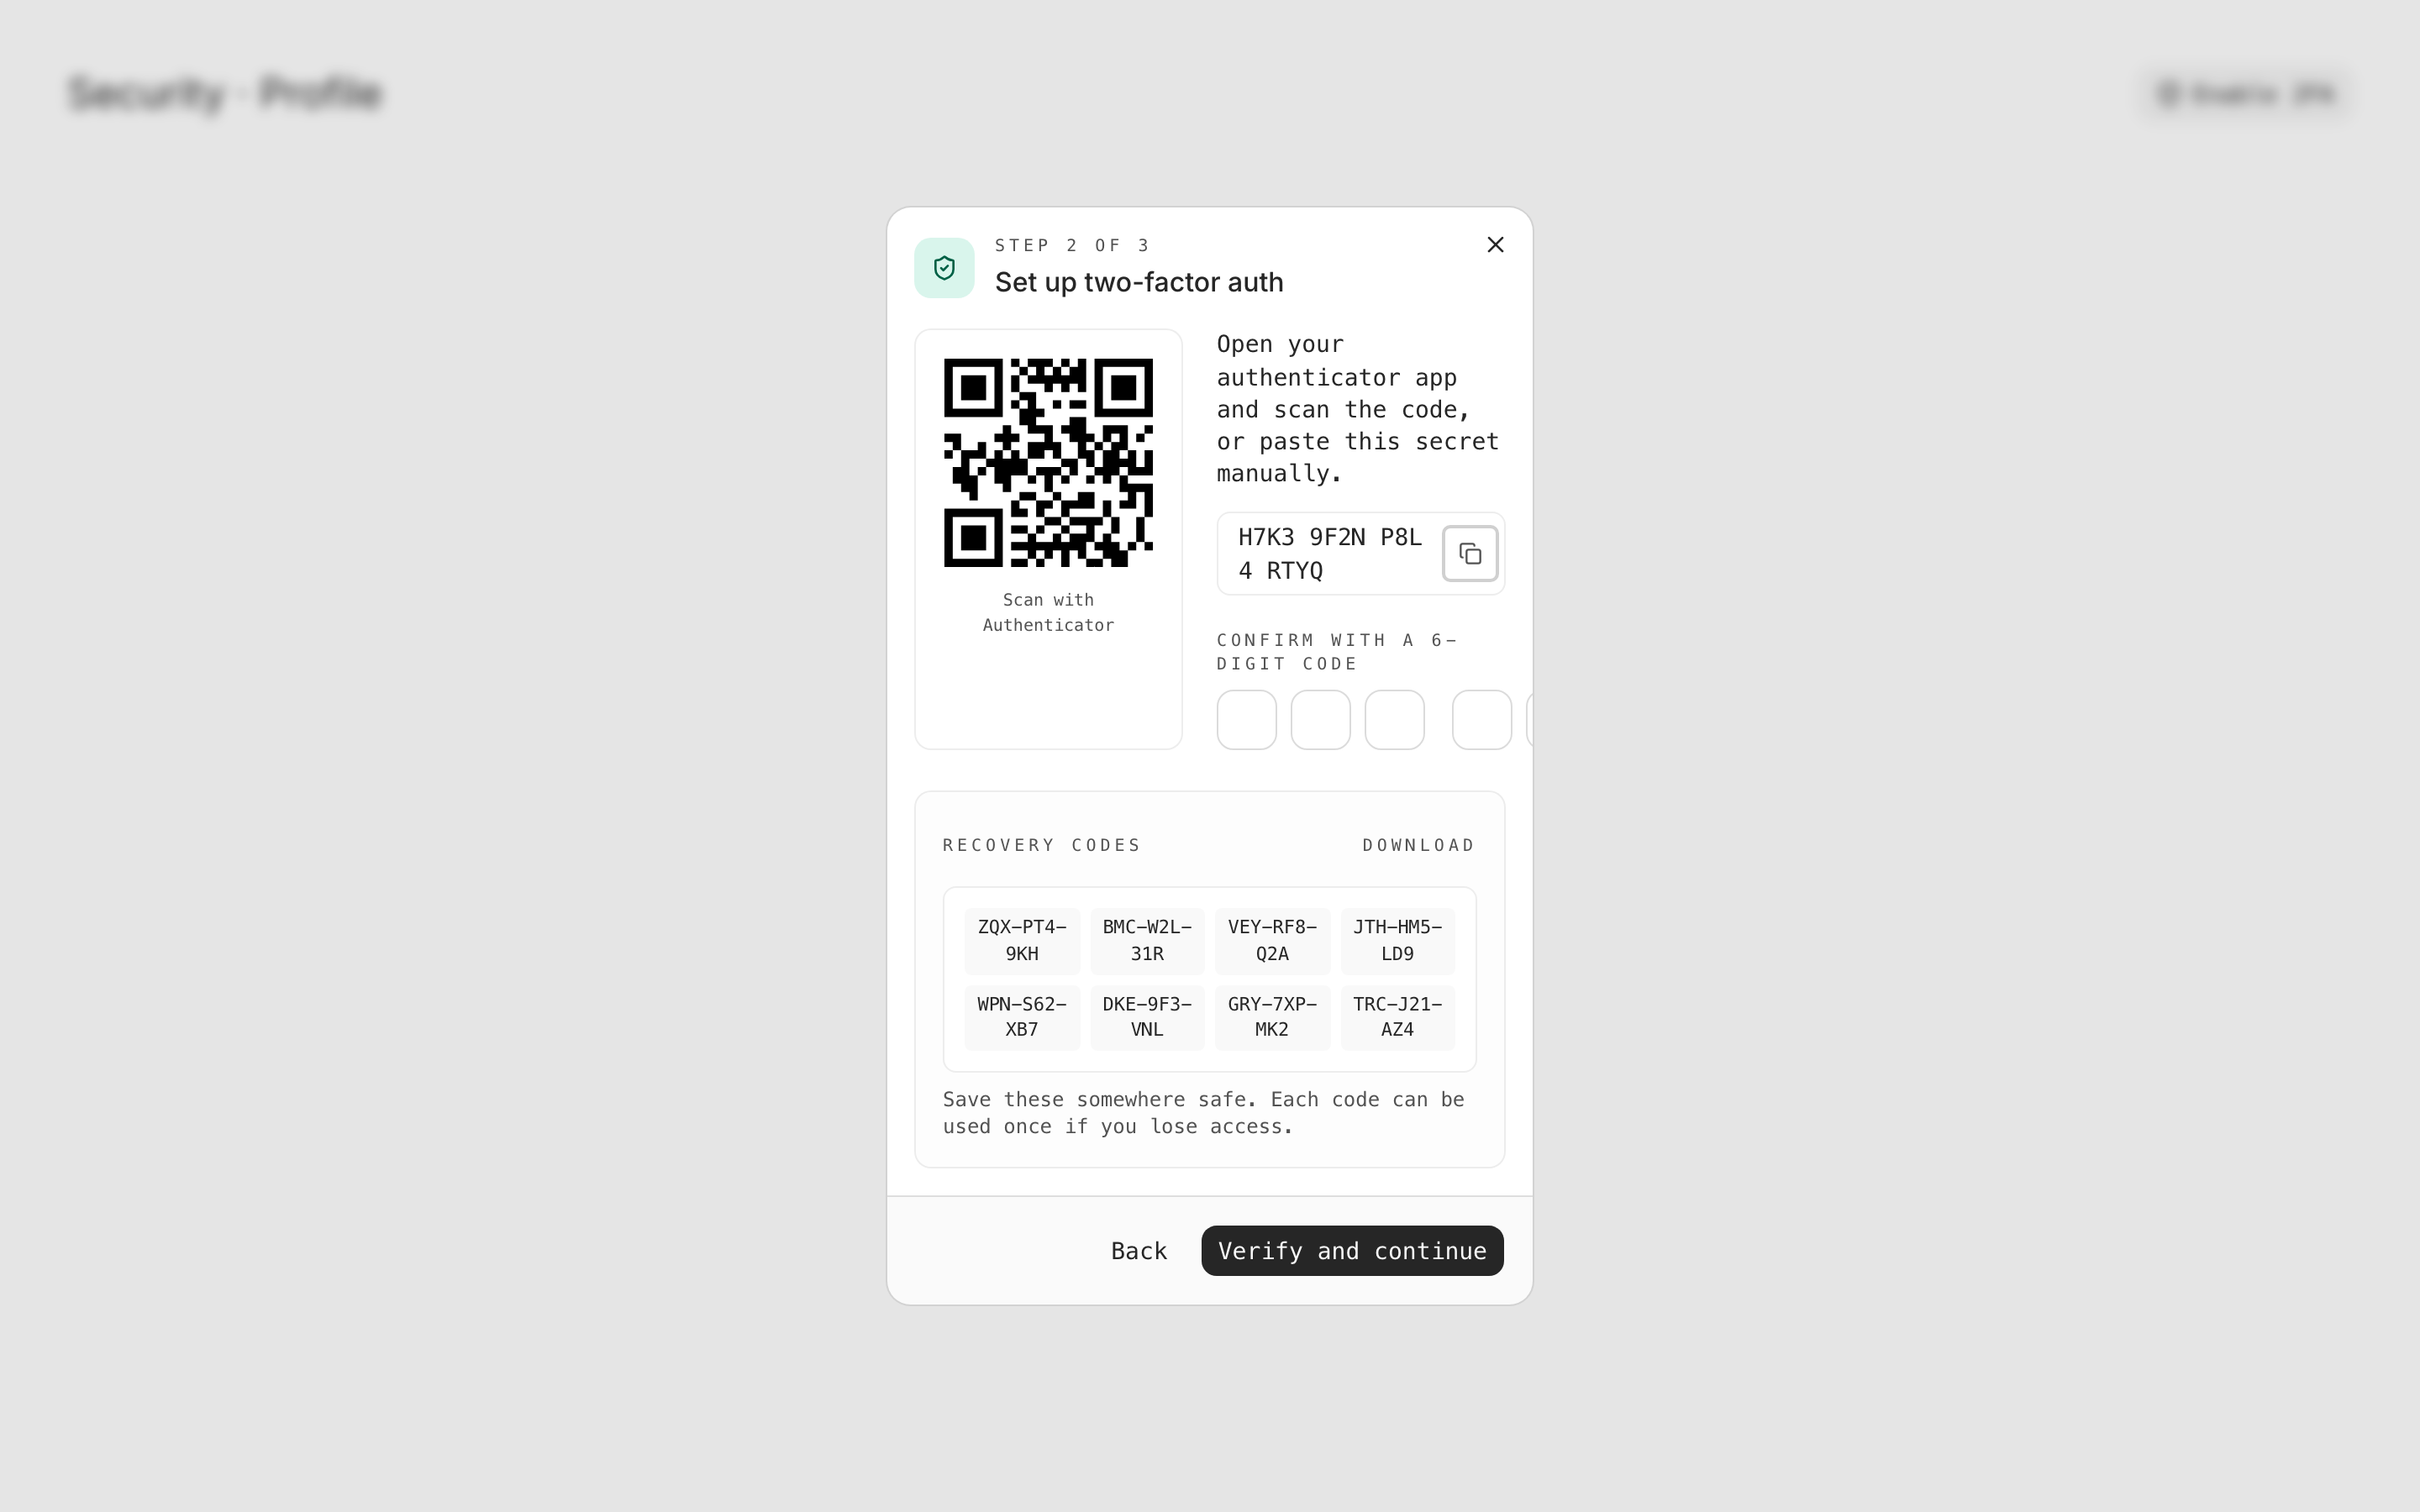 Security · Profile
Enable 2FA
STEP 2 OF 3
Set up two-factor auth
Scan with
Authenticator
Open your
authenticator app
and scan the code,
or paste this secret
manually.
H7K3 9F2N P8L
4 RTYQ
CONFIRM WITH A 6-
DIGIT CODE
RECOVERY CODES
DOWNLOAD
ZQX-PT4-
9KH
BMC-W2L-
31R
VEY-RF8-
Q2A
JTH-HM5-
LD9
WPN-S62-
XB7
DKE-9F3-
VNL
GRY-7XP-
MK2
TRC-J21-
AZ4
Save these somewhere safe. Each code can be
used once if you lose access.
Back
Verify and continue